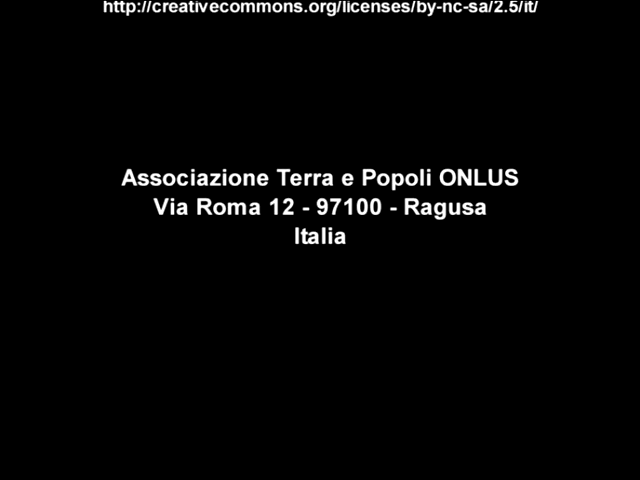 http://creativecommons.org/licenses/by-nc-sa/2.5/it/
Associazione Terra e Popoli ONLUS
Via Roma 12 - 97100 - Ragusa
Italia